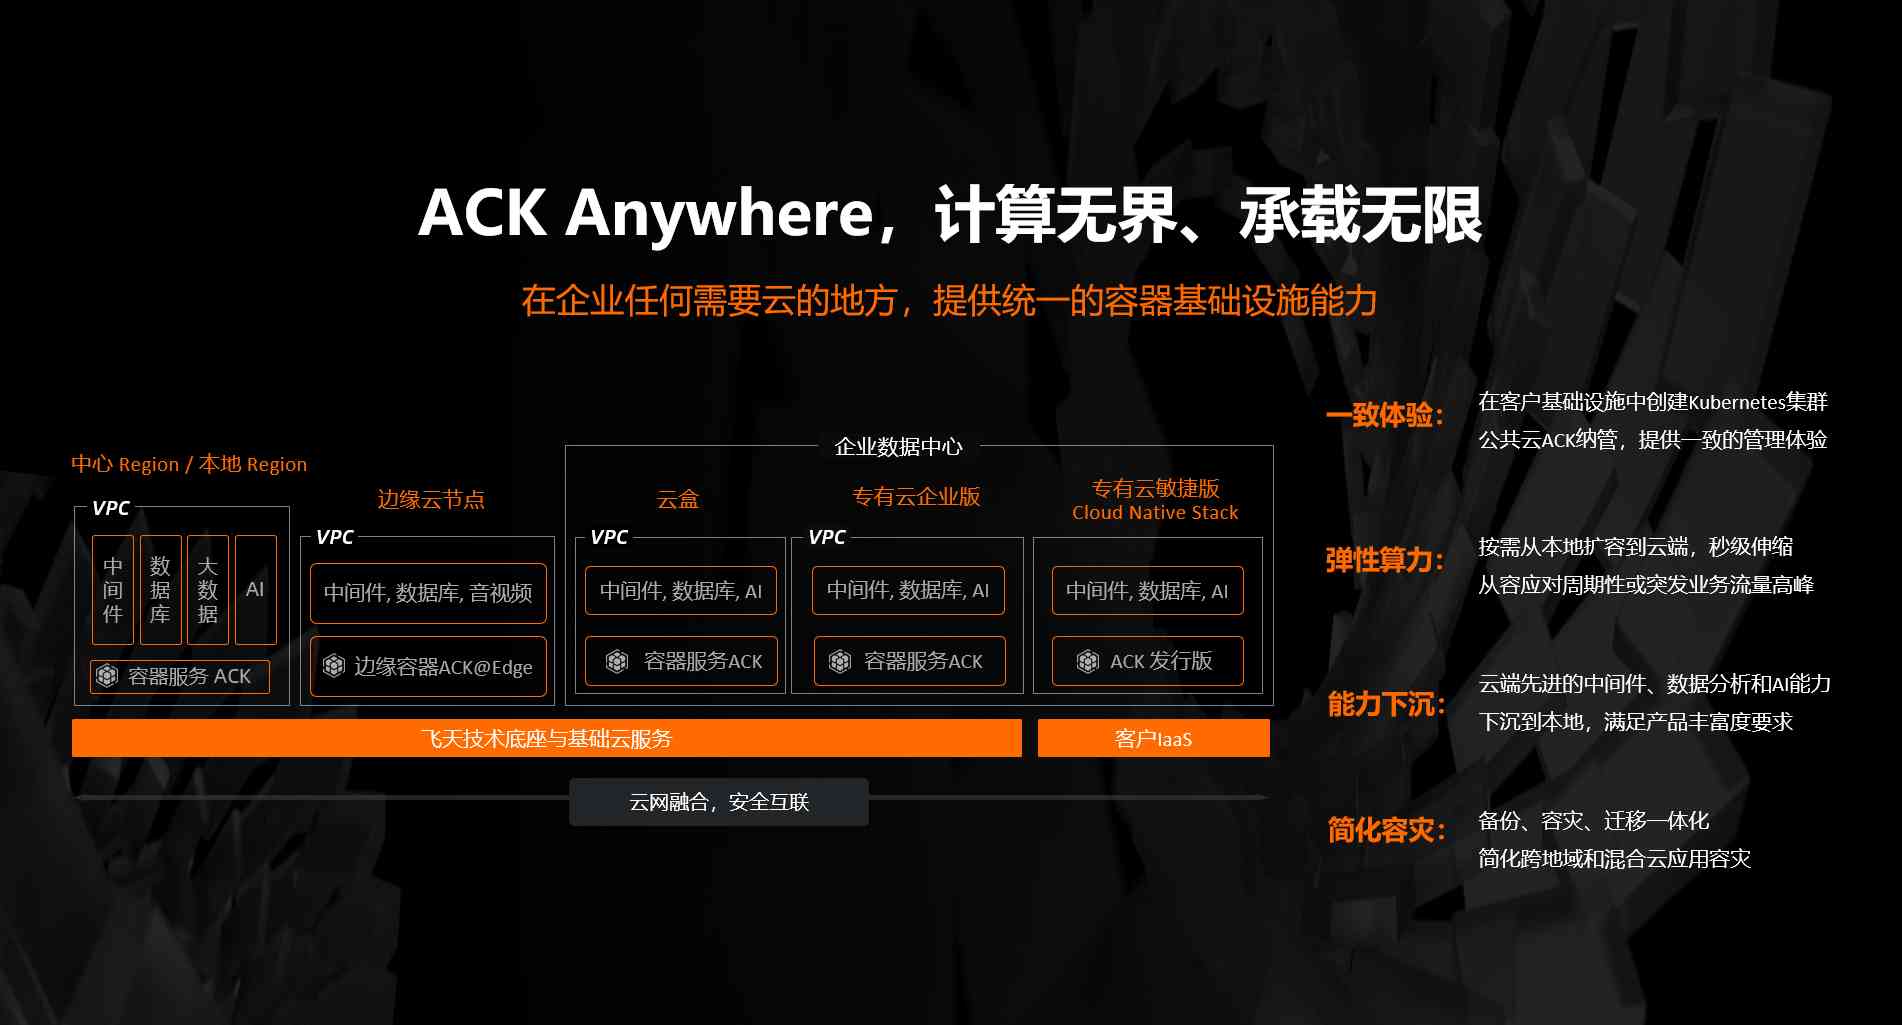 ACK Anywhere，计算无界、承载无限
在企业任何需要云的地方，提供统一的容器基础设施能力
中心 Region / 本地 Region
VPC
中间件
数据库
大数据
AI
容器服务 ACK
边缘云节点
VPC
中间件, 数据库, 音视频
边缘容器ACK@Edge
企业数据中心
云盒
VPC
中间件, 数据库, AI
容器服务ACK
专有云企业版
VPC
中间件, 数据库, AI
容器服务ACK
专有云敏捷版
Cloud Native Stack
中间件, 数据库, AI
ACK 发行版
飞天技术底座与基础云服务
客户IaaS
云网融合，安全互联
一致体验：
在客户基础设施中创建Kubernetes集群
公共云ACK纳管，提供一致的管理体验
弹性算力：
按需从本地扩容到云端，秒级伸缩
从容应对周期性或突发业务流量高峰
能力下沉：
云端先进的中间件、数据分析和AI能力
下沉到本地，满足产品丰富度要求
简化容灾：
备份、容灾、迁移一体化
简化跨地域和混合云应用容灾